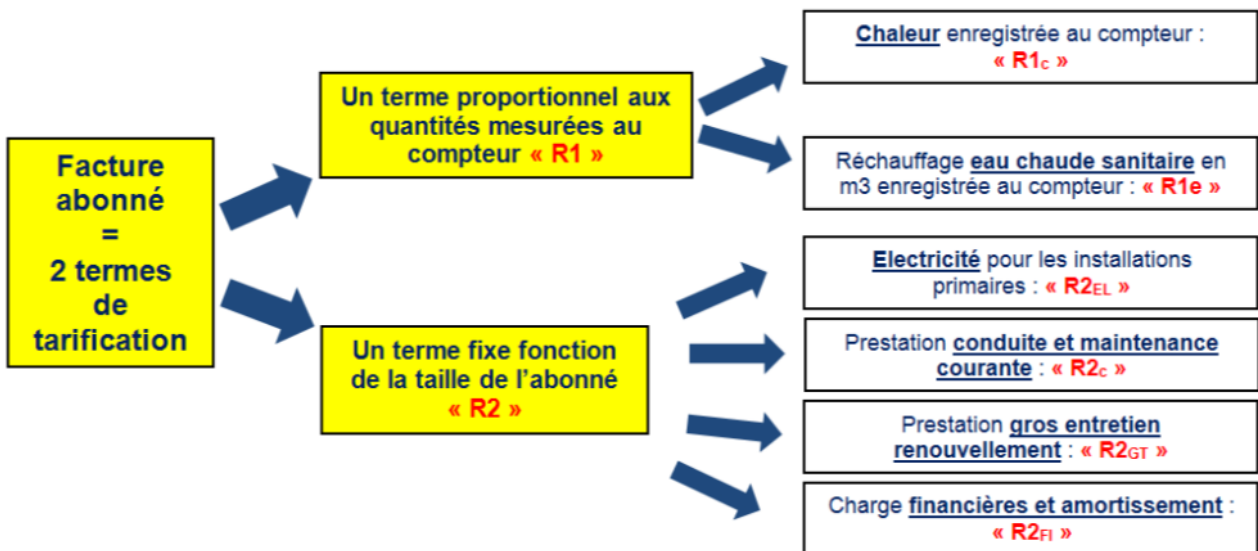 Facture
abonné
=
2 termes
de
tarification
Un terme proportionnel aux
quantités mesurées au
compteur « R1 »
Chaleur enregistrée au compteur :
« R1c »
Réchauffage eau chaude sanitaire en
m3 enregistrée au compteur : « R1e »
Un terme fixe fonction
de la taille de l'abonné
« R2 »
Electricité pour les installations
primaires : « R2EL »
Prestation conduite et maintenance
courante : « R2c »
Prestation gros entretien
renouvellement : « R2GT »
Charge financières et amortissement :
« R2FI »